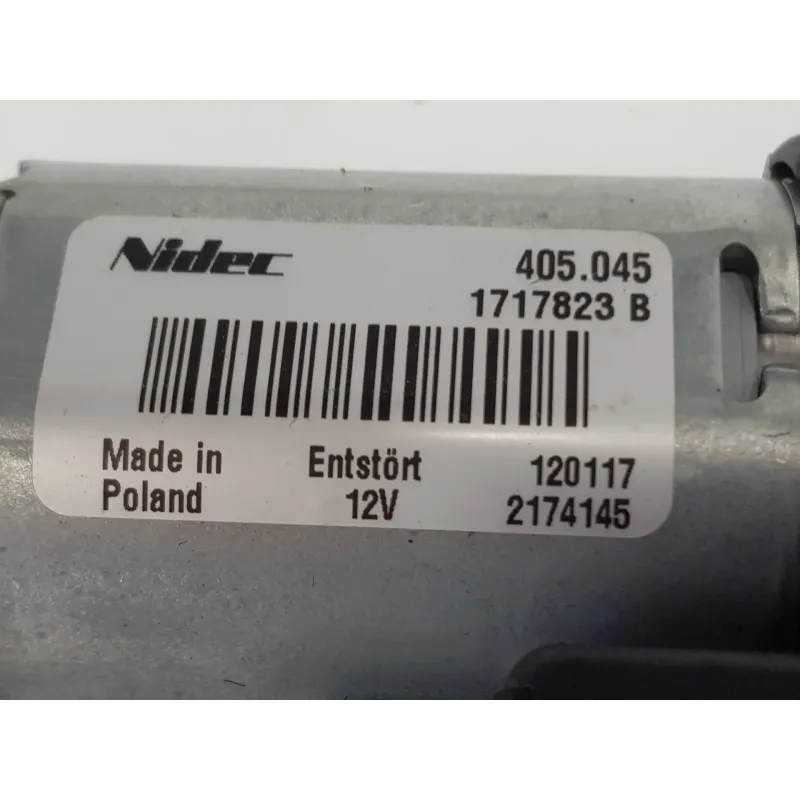 Nidec 405.045
1717823 B
Made in Entstört 120117
Poland 12V 2174145